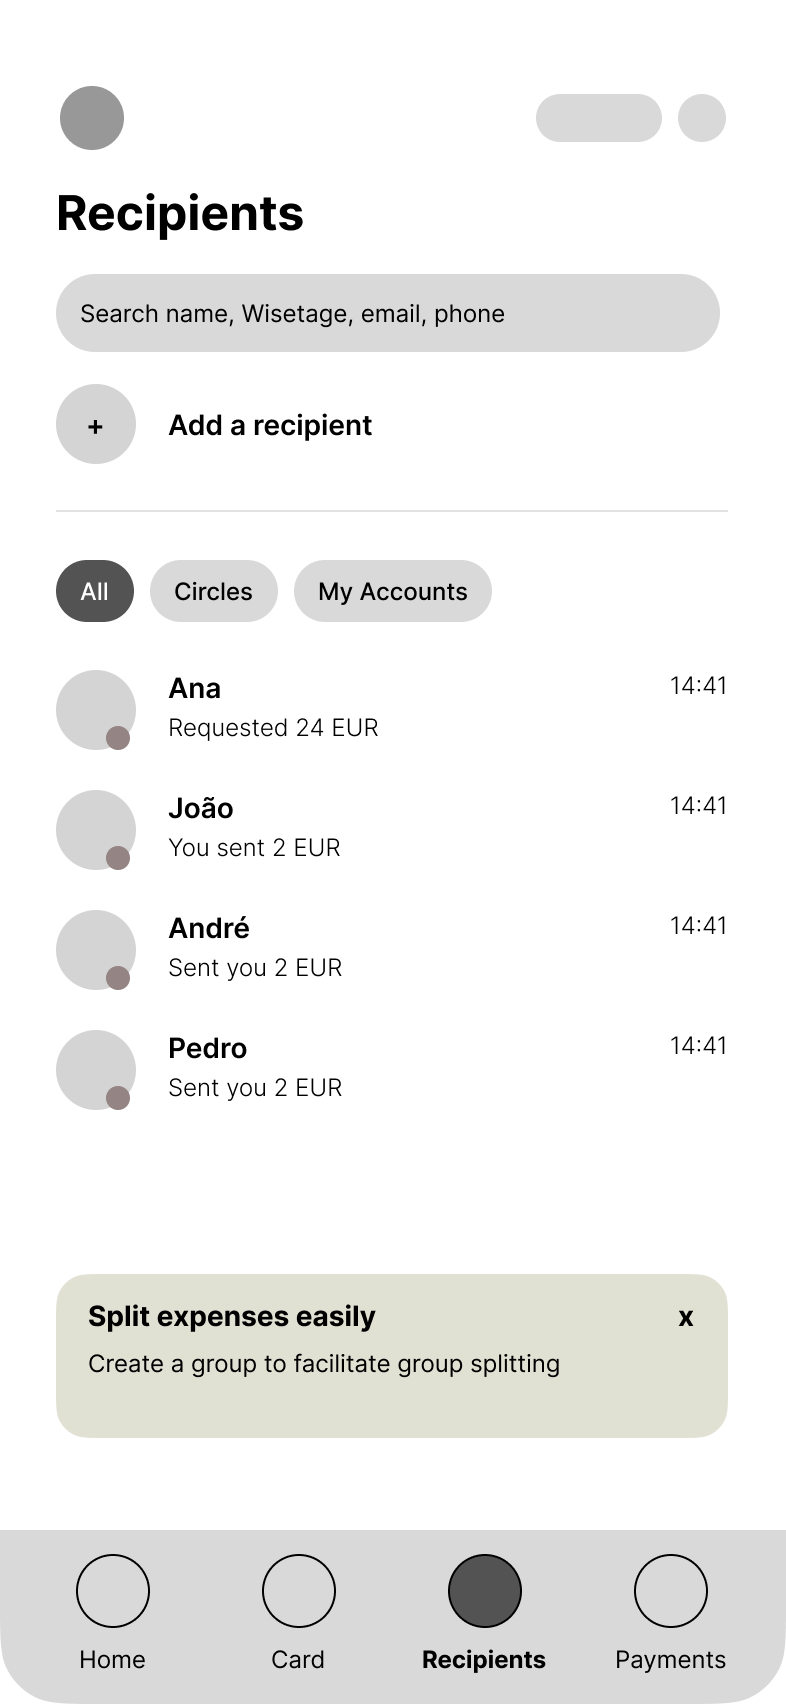 Recipients
Search name, Wisetage, email, phone
+
Add a recipient
All
Circles
My Accounts
Ana
14:41
Requested 24 EUR
João
14:41
You sent 2 EUR
André
14:41
Sent you 2 EUR
Pedro
14:41
Sent you 2 EUR
Split expenses easily
x
Create a group to facilitate group splitting
Home
Card
Recipients
Payments